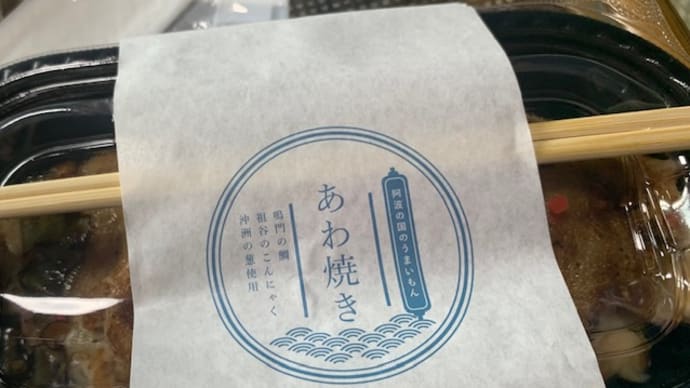 阿波の国のうまいもん
あわ焼き
鳴門の鯛
祖谷のこんにゃく
沖洲の葱使用